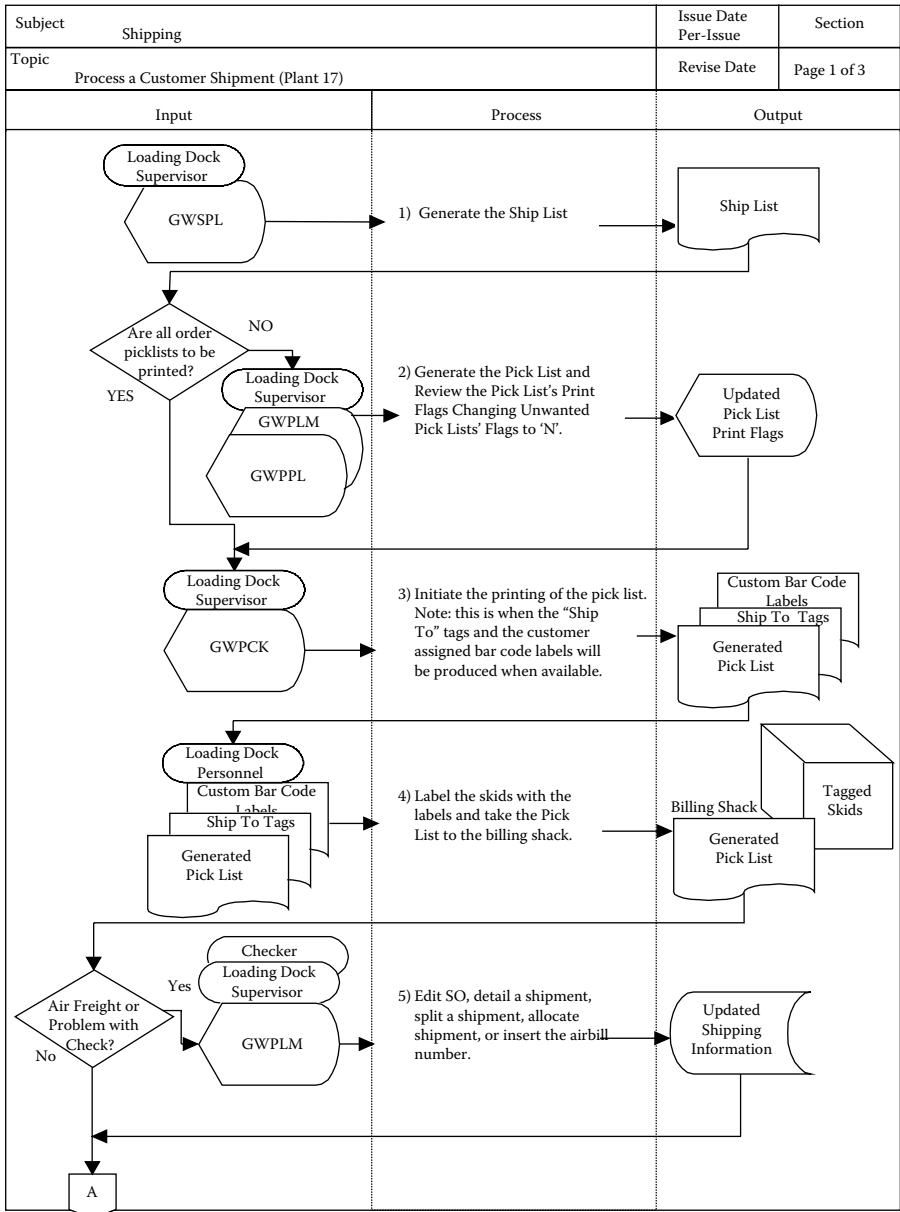 Subject
Shipping
Issue Date
Per-Issue
Section
Topic
Process a Customer Shipment (Plant 17)
Revise Date
Page 1 of 3
Input
Process
Output
Loading Dock
Supervisor
GWSPL
1) Generate the Ship List
Ship List
Are all order
picklists to be
printed?
NO
YES
Loading Dock
Supervisor
GWPLM
GWPPL
2) Generate the Pick List and
Review the Pick List’s Print
Flags Changing Unwanted
Pick Lists’ Flags to ‘N’.
Updated
Pick List
Print Flags
Loading Dock
Supervisor
GWPCK
3) Initiate the printing of the pick list.
Note: this is when the “Ship
To” tags and the customer
assigned bar code labels will
be produced when available.
Custom Bar Code
Labels
Ship To Tags
Generated
Pick List
Loading Dock
Personnel
Custom Bar Code
Labels
Ship To Tags
Generated
Pick List
4) Label the skids with the
labels and take the Pick
List to the billing shack.
Billing Shack
Tagged
Skids
Generated
Pick List
Air Freight or
Problem with
Check?
Yes
No
Checker
Loading Dock
Supervisor
GWPLM
5) Edit SO, detail a shipment,
split a shipment, allocate
shipment, or insert the airbill
number.
Updated
Shipping
Information
A